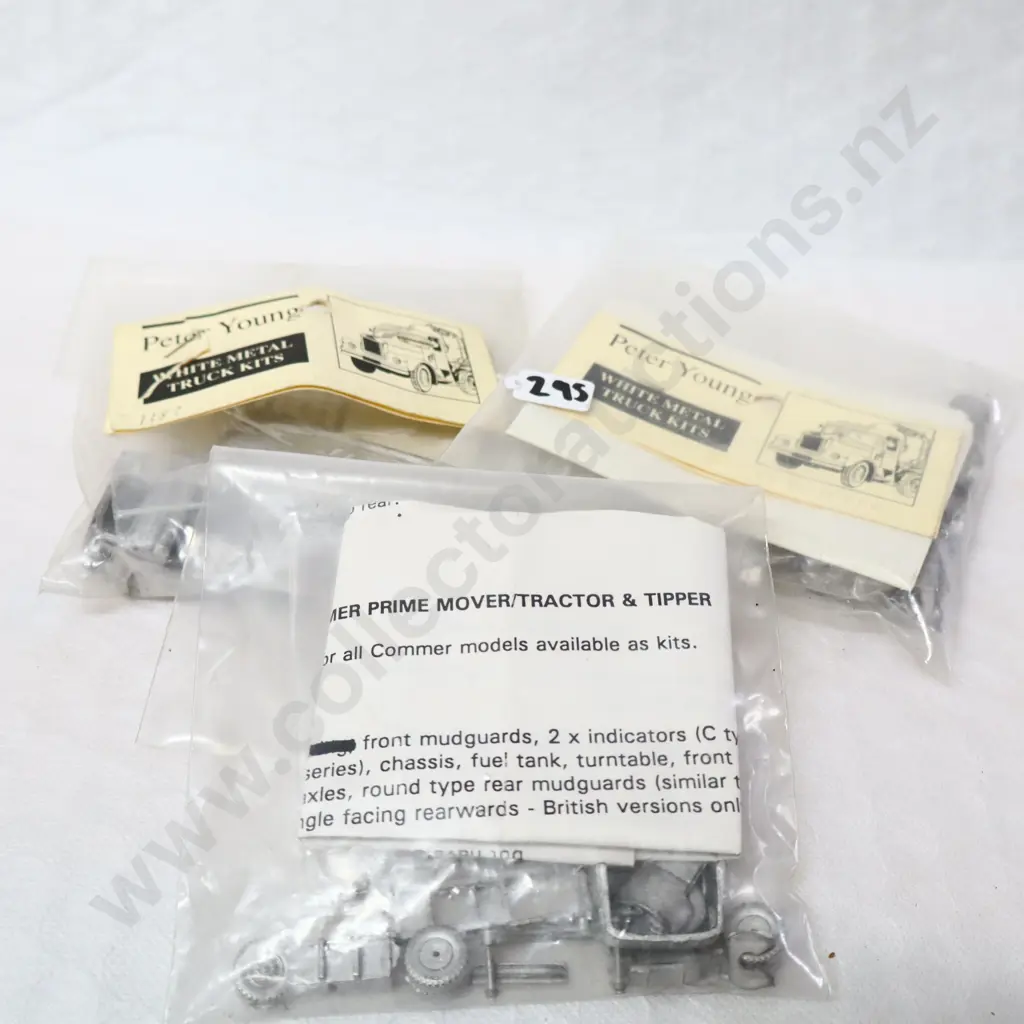 Peter Young
WHITE METAL
TRUCK KITS
295
Peter Young
WHITE METAL
TRUCK KITS
rear.
MER PRIME MOVER/TRACTOR & TIPPER
or all Commer models available as kits.
front mudguards, 2 x indicators (C ty
series), chassis, fuel tank, turntable, front
axles, round type rear mudguards (similar t
ngle facing rearwards - British versions onl
www.collectorauctions.nz